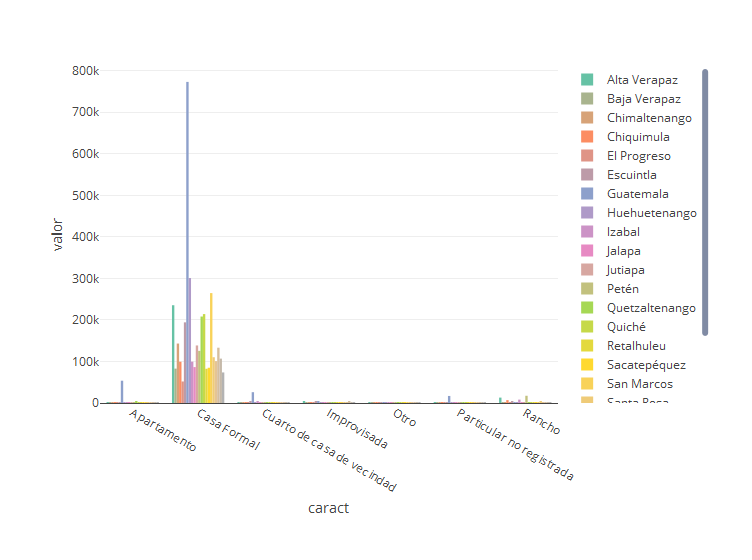 800k
700k
600k
500k
400k
300k
200k
100k
0
valor
Apartamento
Casa Formal
Cuarto de casa de vecindad
Improvisada
Otro
Particular no registrada
Rancho
caract
Alta Verapaz
Baja Verapaz
Chimaltenango
Chiquimula
El Progreso
Escuintla
Guatemala
Huehuetenango
Izabal
Jalapa
Jutiapa
Petén
Quetzaltenango
Quiché
Retalhuleu
Sacatepéquez
San Marcos
Santa Rosa